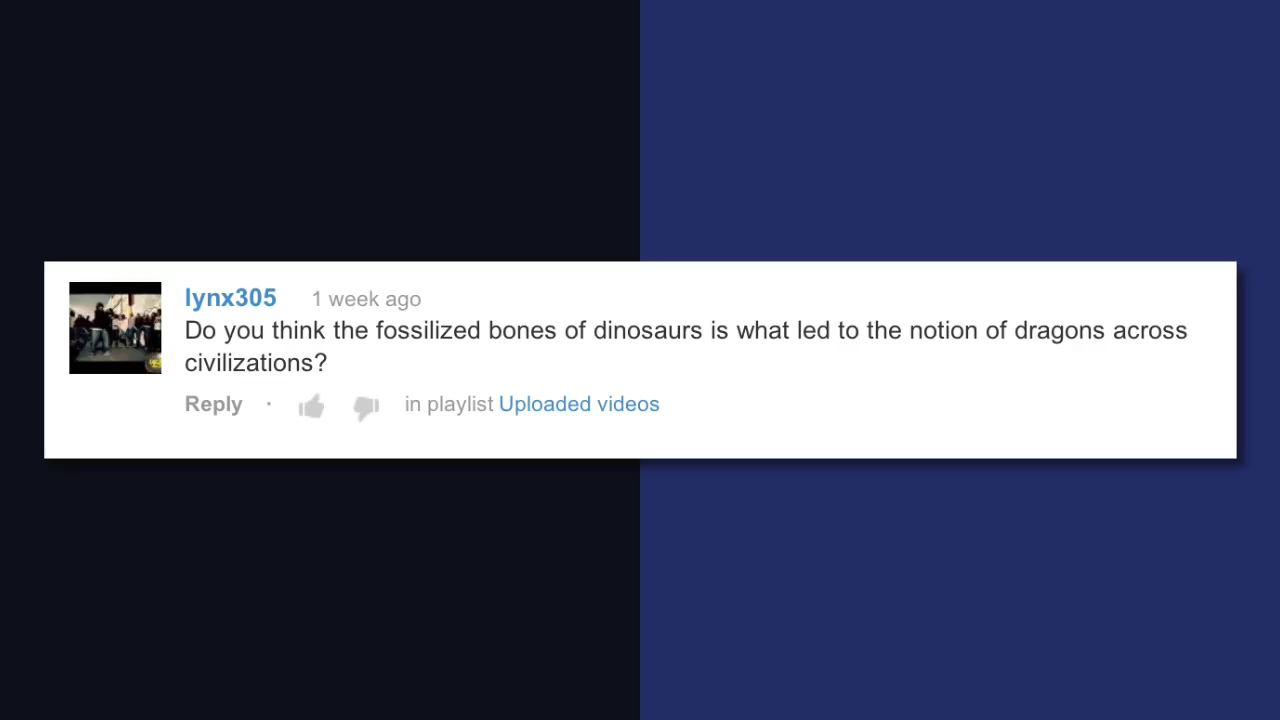 lynx305 1 week ago
Do you think the fossilized bones of dinosaurs is what led to the notion of dragons across
civilizations?
Reply · in playlist Uploaded videos